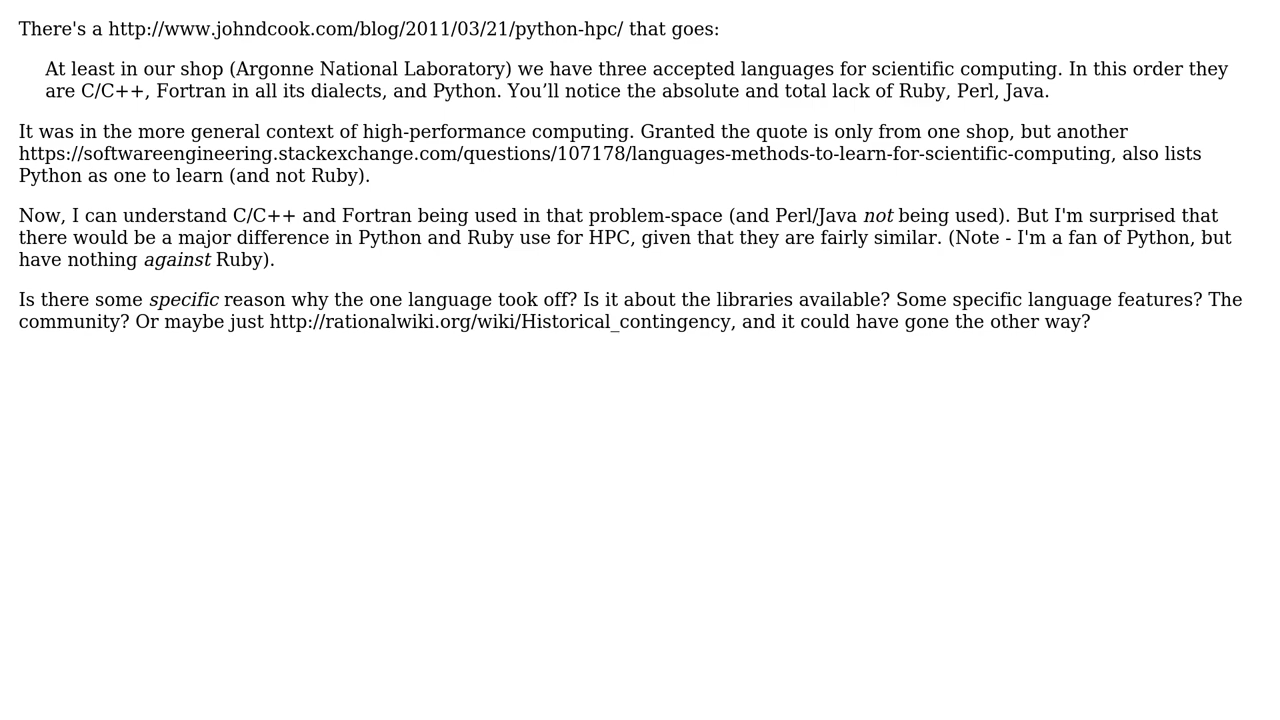 There's a http://www.johndcook.com/blog/2011/03/21/python-hpc/ that goes:
At least in our shop (Argonne National Laboratory) we have three accepted languages for scientific computing. In this order they
are C/C++, Fortran in all its dialects, and Python. You’ll notice the absolute and total lack of Ruby, Perl, Java.
It was in the more general context of high-performance computing. Granted the quote is only from one shop, but another
https://softwareengineering.stackexchange.com/questions/107178/languages-methods-to-learn-for-scientific-computing, also lists
Python as one to learn (and not Ruby).
Now, I can understand C/C++ and Fortran being used in that problem-space (and Perl/Java not being used). But I'm surprised that
there would be a major difference in Python and Ruby use for HPC, given that they are fairly similar. (Note - I'm a fan of Python, but
have nothing against Ruby).
Is there some specific reason why the one language took off? Is it about the libraries available? Some specific language features? The
community? Or maybe just http://rationalwiki.org/wiki/Historical_contingency, and it could have gone the other way?